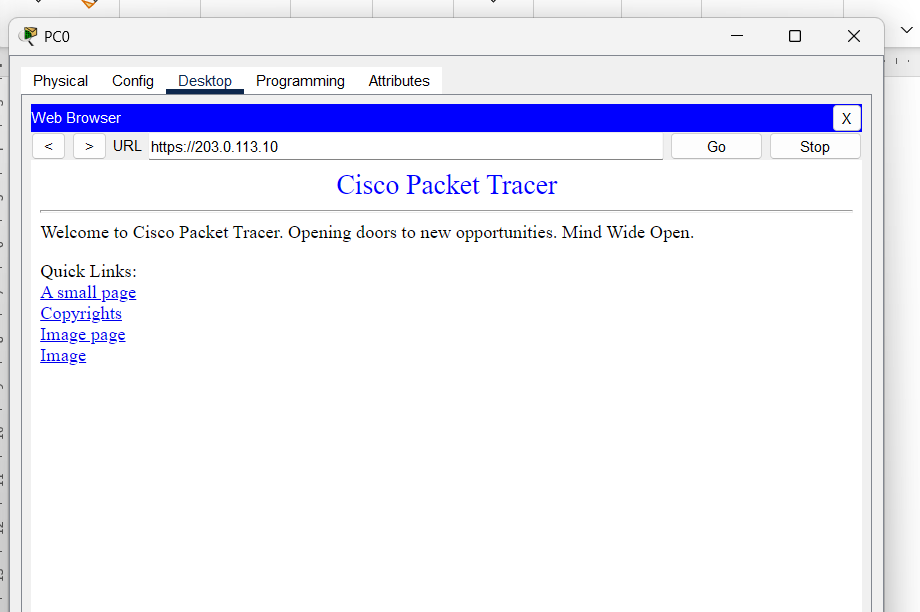 PC0
Physical Config Desktop Programming Attributes
Web Browser X
< > URL https://203.0.113.10 Go Stop
Cisco Packet Tracer
Welcome to Cisco Packet Tracer. Opening doors to new opportunities. Mind Wide Open.
Quick Links:
A small page
Copyrights
Image page
Image